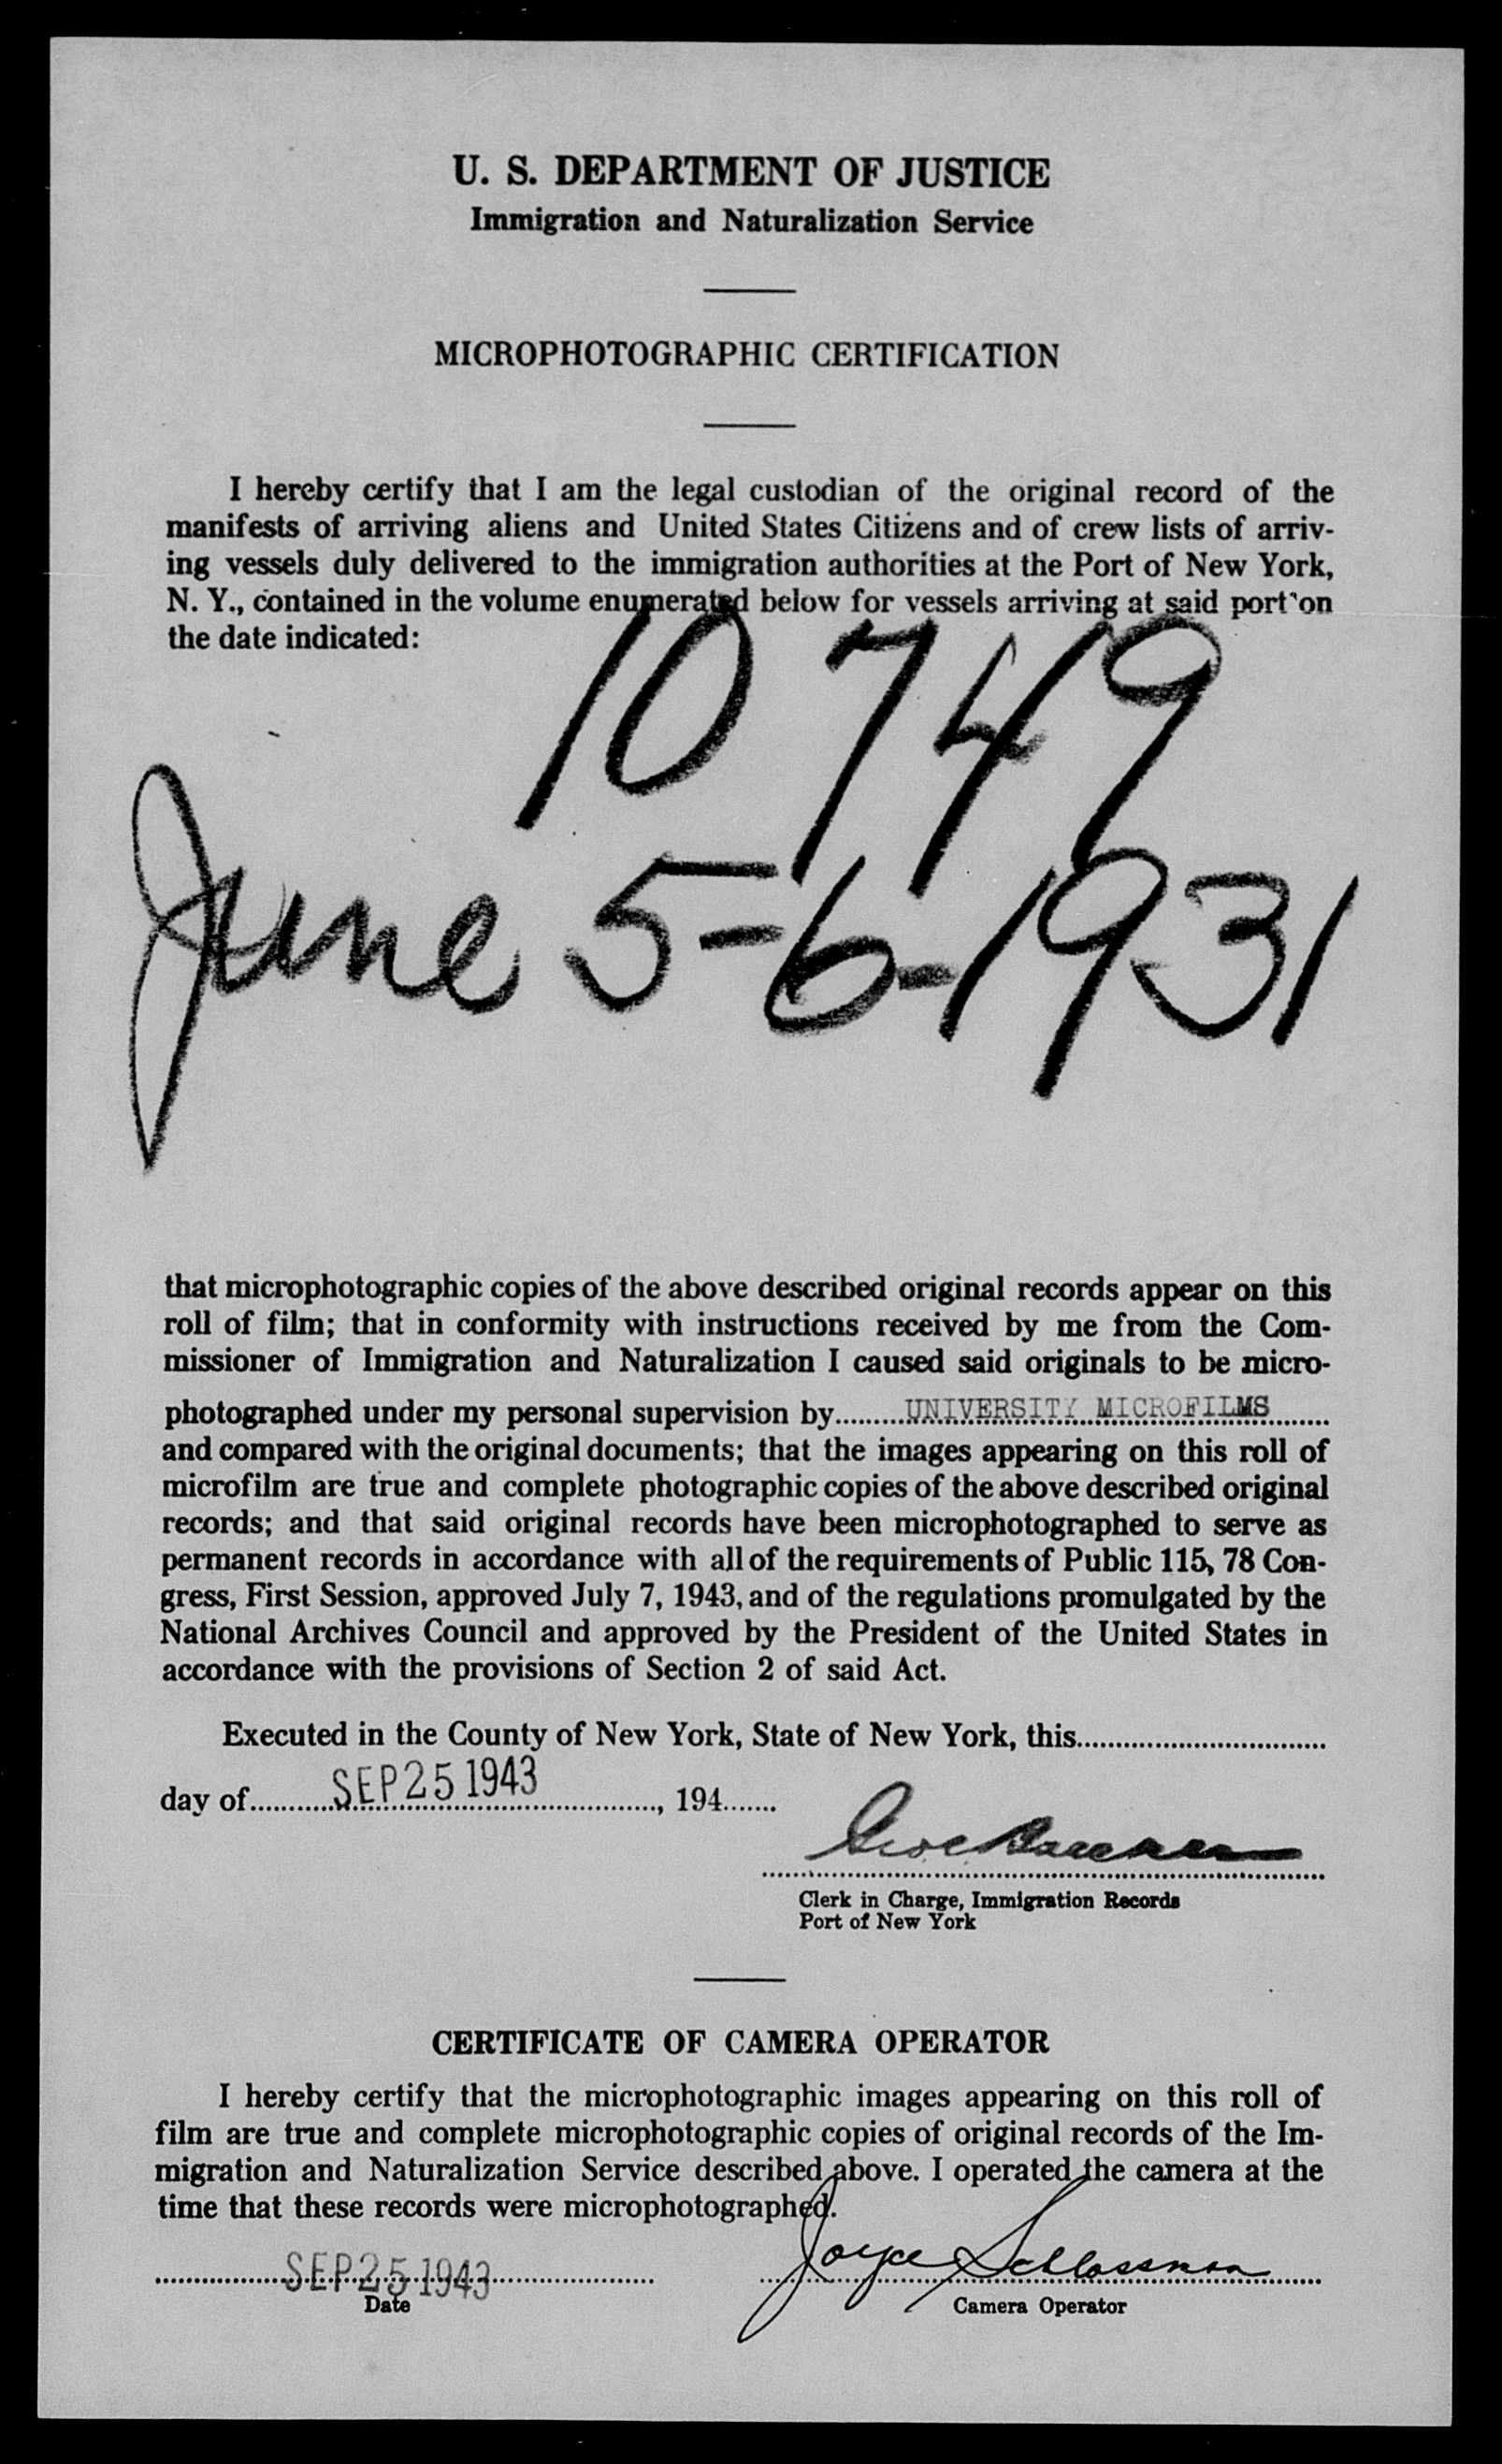 U. S. DEPARTMENT OF JUSTICE
Immigration and Naturalization Service
MICROPHOTOGRAPHIC CERTIFICATION
I hereby certify that I am the legal custodian of the original record of the
manifests of arriving aliens and United States Citizens and of crew lists of arriv-
ing vessels duly delivered to the immigration authorities at the Port of New York,
N. Y., contained in the volume enumerated below for vessels arriving at said port on
the date indicated:
10749
June 5-6-1931
that microphotographic copies of the above described original records appear on this
roll of film; that in conformity with instructions received by me from the Com-
missioner of Immigration and Naturalization I caused said originals to be micro-
photographed under my personal supervision by UNIVERSITY MICROFILMS
and compared with the original documents; that the images appearing on this roll of
microfilm are true and complete photographic copies of the above described original
records; and that said original records have been microphotographed to serve as
permanent records in accordance with all of the requirements of Public 115, 78 Con-
gress, First Session, approved July 7, 1943, and of the regulations promulgated by the
National Archives Council and approved by the President of the United States in
accordance with the provisions of Section 2 of said Act.
Executed in the County of New York, State of New York, this
day of SEP 25 1943, 194
Clerk in Charge, Immigration Records
Port of New York
CERTIFICATE OF CAMERA OPERATOR
I hereby certify that the microphotographic images appearing on this roll of
film are true and complete microphotographic copies of original records of the Im-
migration and Naturalization Service described above. I operated the camera at the
time that these records were microphotographed.
SEP 25 1943 Joyce Schlossman
Date
Camera Operator